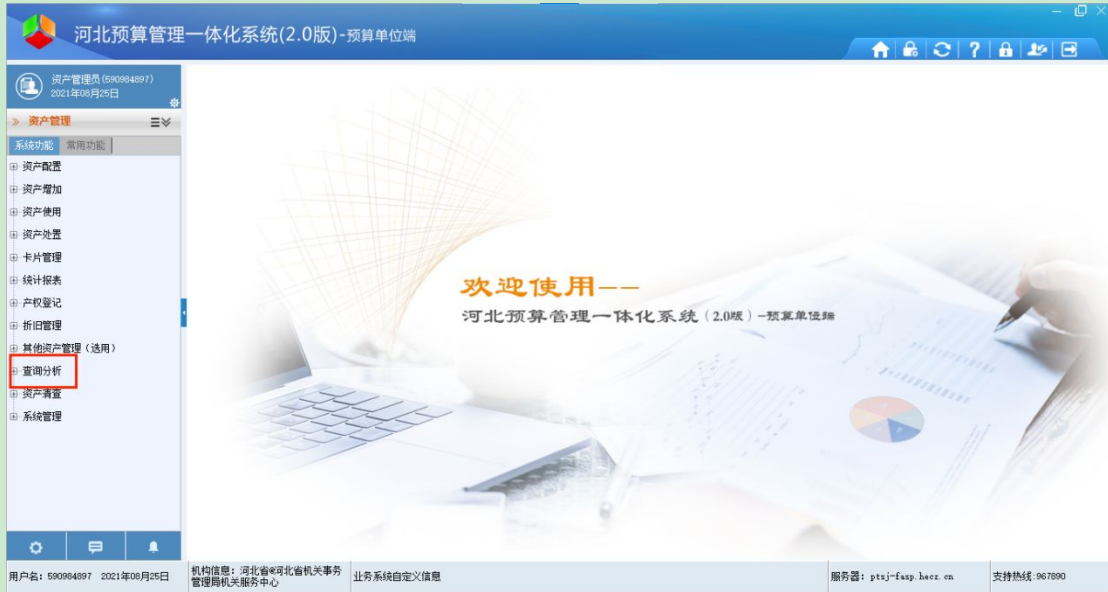 河北预算管理一体化系统(2.0版)-预算单位端
资产管理员(590984897)
2021年08月25日
资产管理
系统功能 常用功能
资产配置
资产增加
资产使用
资产处置
卡片管理
统计报表
产权登记
折旧管理
其他资产管理（选用）
查询分析
资产清查
系统管理
欢迎使用——
河北预算管理一体化系统（2.0版）-预算单位端
用户名: 590984897 2021年08月25日
机构信息: 河北省@河北省机关事务
管理局机关服务中心
业务系统自定义信息
服务器: ptsj-fasp.hecz.cn
支持热线:967890